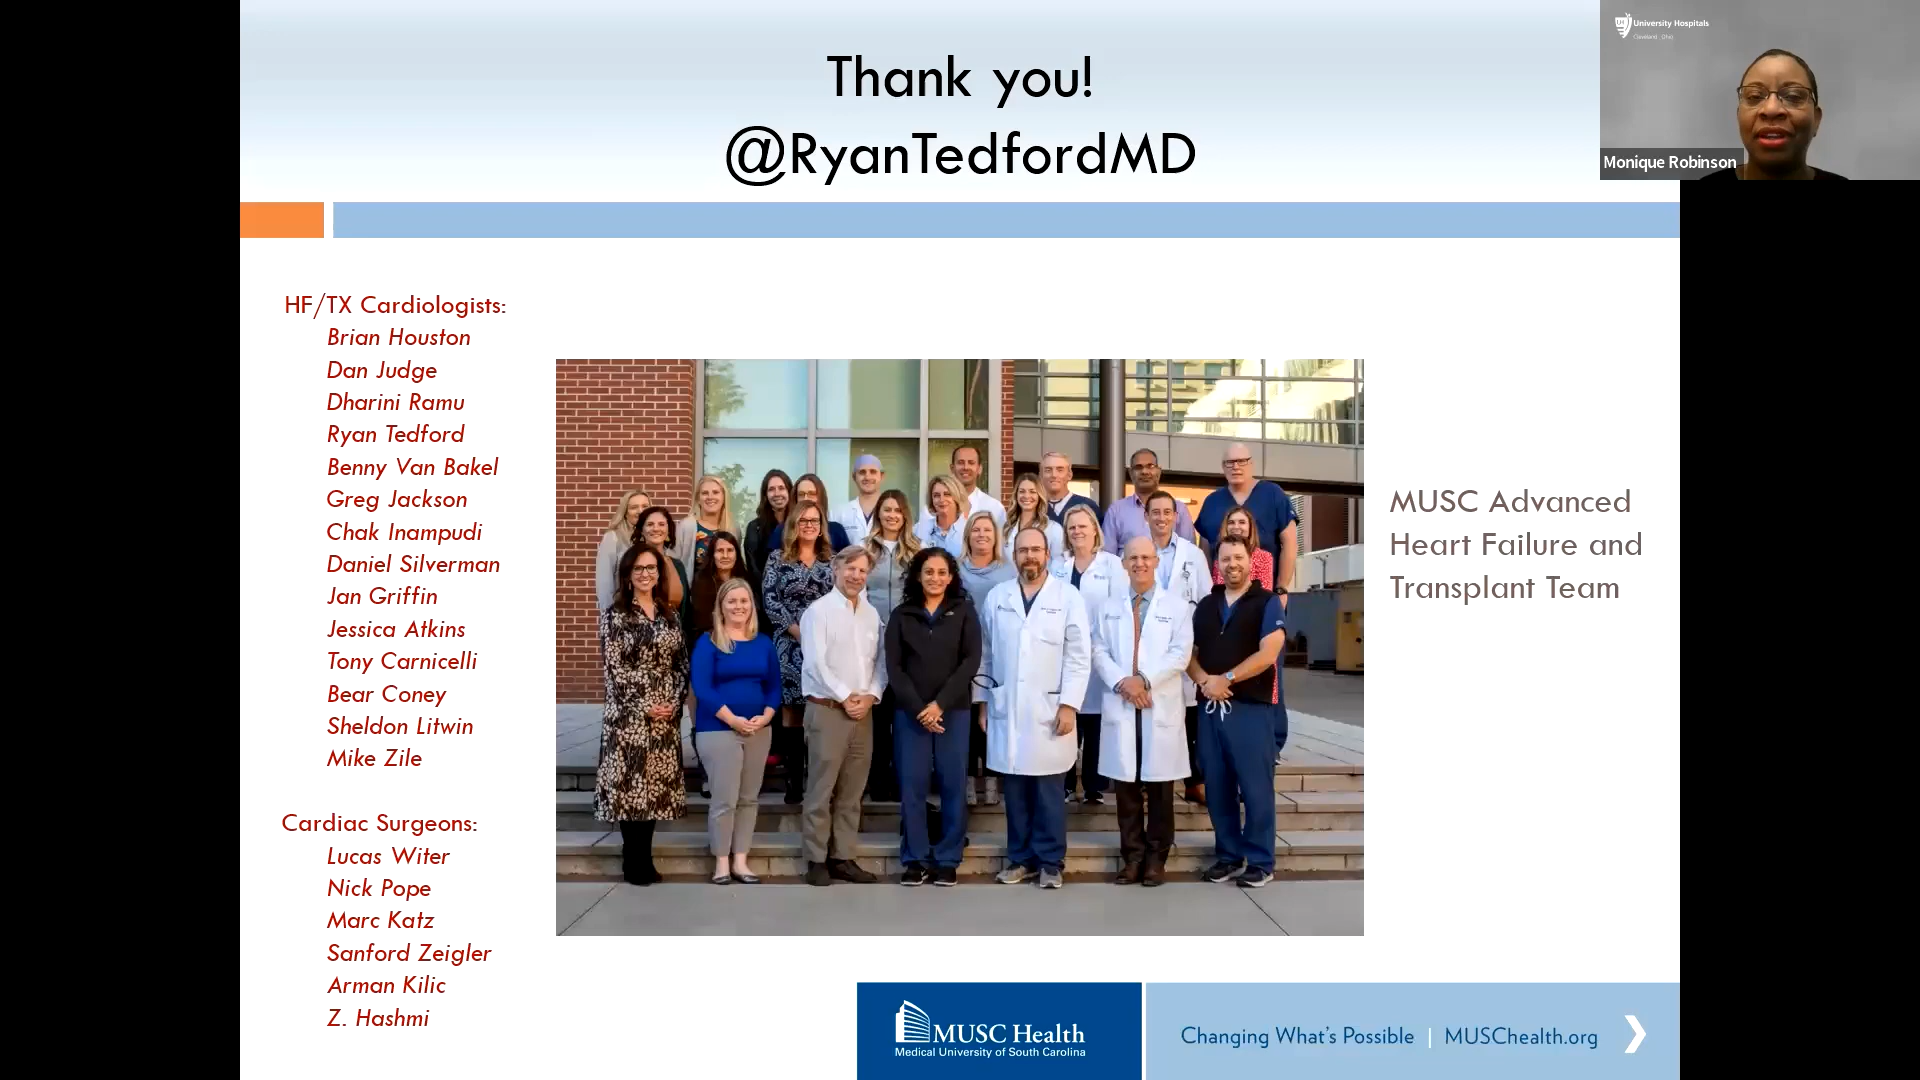 Thank you!
@RyanTedfordMD
University Hospitals
Cleveland, Ohio
Monique Robinson
HF/TX Cardiologists:
Brian Houston
Dan Judge
Dharini Ramu
Ryan Tedford
Benny Van Bakel
Greg Jackson
Chak Inampudi
Daniel Silverman
Jan Griffin
Jessica Atkins
Tony Carnicelli
Bear Coney
Sheldon Litwin
Mike Zile
Cardiac Surgeons:
Lucas Witer
Nick Pope
Marc Katz
Sanford Zeigler
Arman Kilic
Z. Hashmi
MUSC Advanced
Heart Failure and
Transplant Team
MUSC Health
Medical University of South Carolina
Changing What's Possible | MUSChealth.org